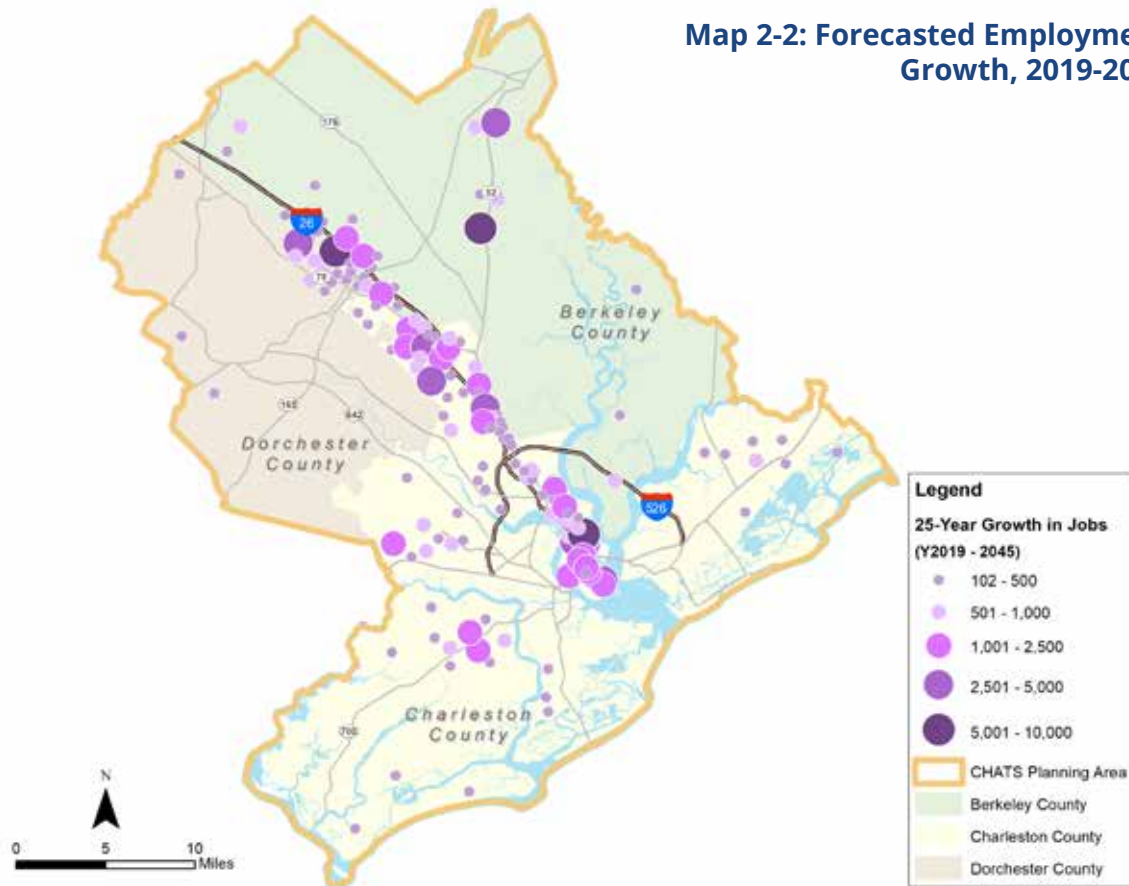 Map 2-2: Forecasted Employme
Growth, 2019-20
176
52
26
78
Berkeley
County
165
642
Dorchester
County
526
Charleston
County
700
Legend
25-Year Growth in Jobs
(Y2019 - 2045)
102 - 500
501 - 1,000
1,001 - 2,500
2,501 - 5,000
5,001 - 10,000
CHATS Planning Area
Berkeley County
Charleston County
Dorchester County
N
0 5 10
Miles